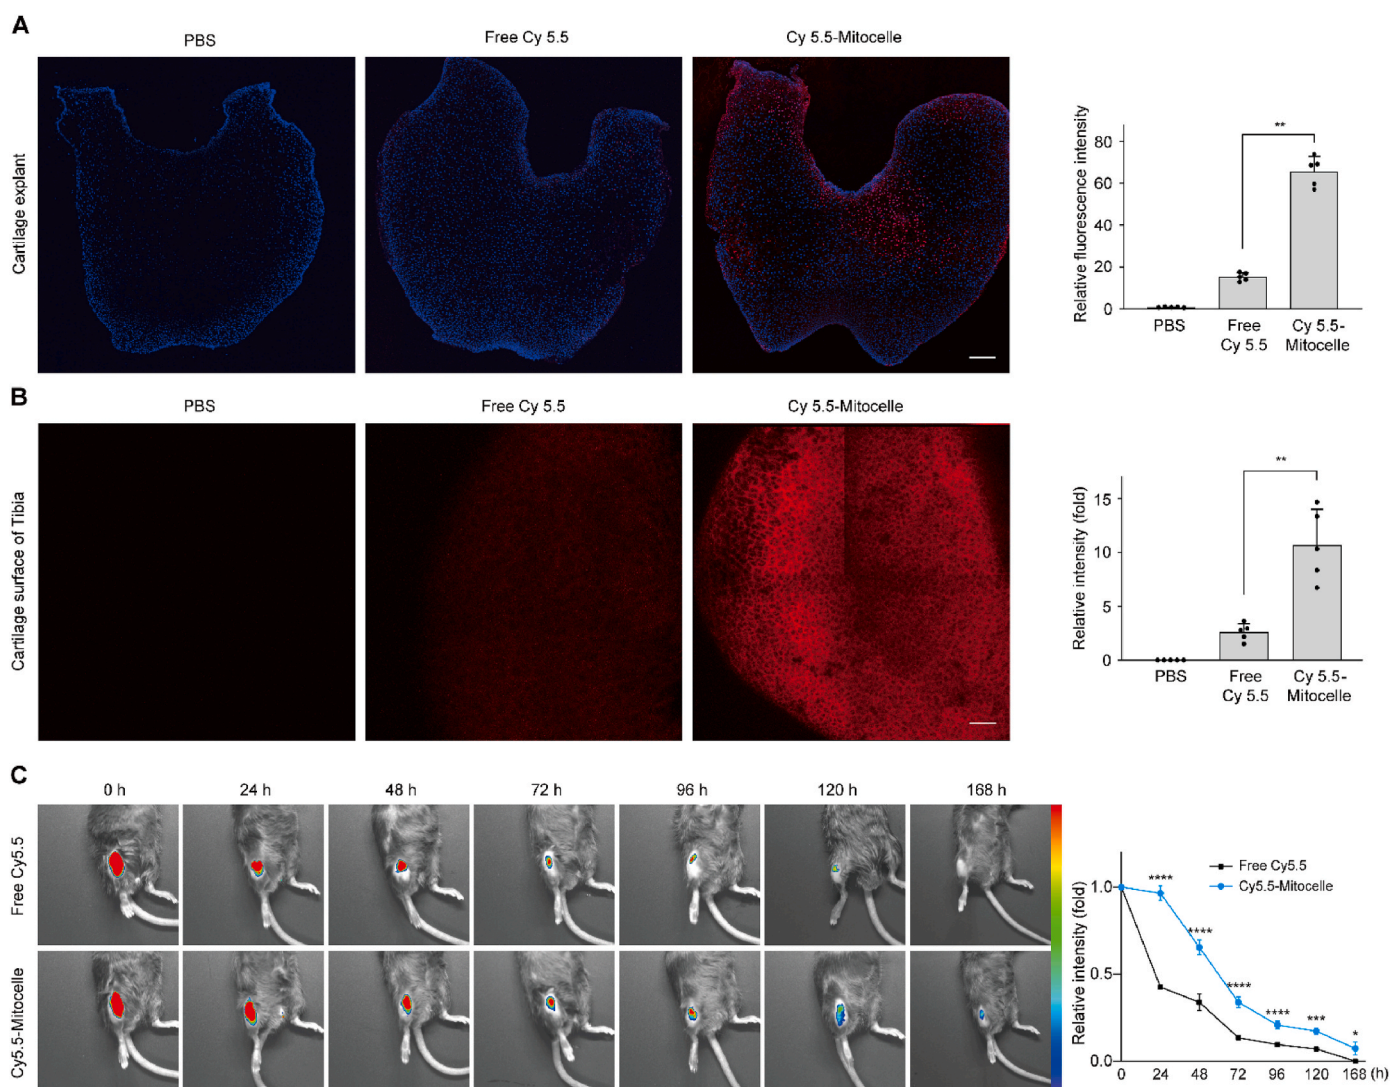 A
PBS
Free Cy 5.5
Cy 5.5-Mitocelle
Cartilage explant
Relative fluorescence intensity
80
60
40
20
0
**
PBS
Free
Cy 5.5
Cy 5.5-
Mitocelle
B
PBS
Free Cy 5.5
Cy 5.5-Mitocelle
Cartilage surface of Tibia
Relative intensity (fold)
15
10
5
0
**
PBS
Free
Cy 5.5
Cy 5.5-
Mitocelle
C
0 h
24 h
48 h
72 h
96 h
120 h
168 h
Free Cy5.5
Cy5.5-Mitocelle
Relative intensity (fold)
1.0
0.5
0.0
Free Cy5.5
Cy5.5-Mitocelle
****
****
****
****
***
*
0 24 48 72 96 120 168 (h)